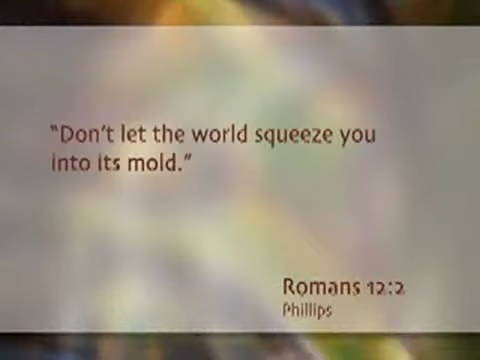 “Don’t let the world squeeze you
into its mold.”
Romans 12:2
Phillips